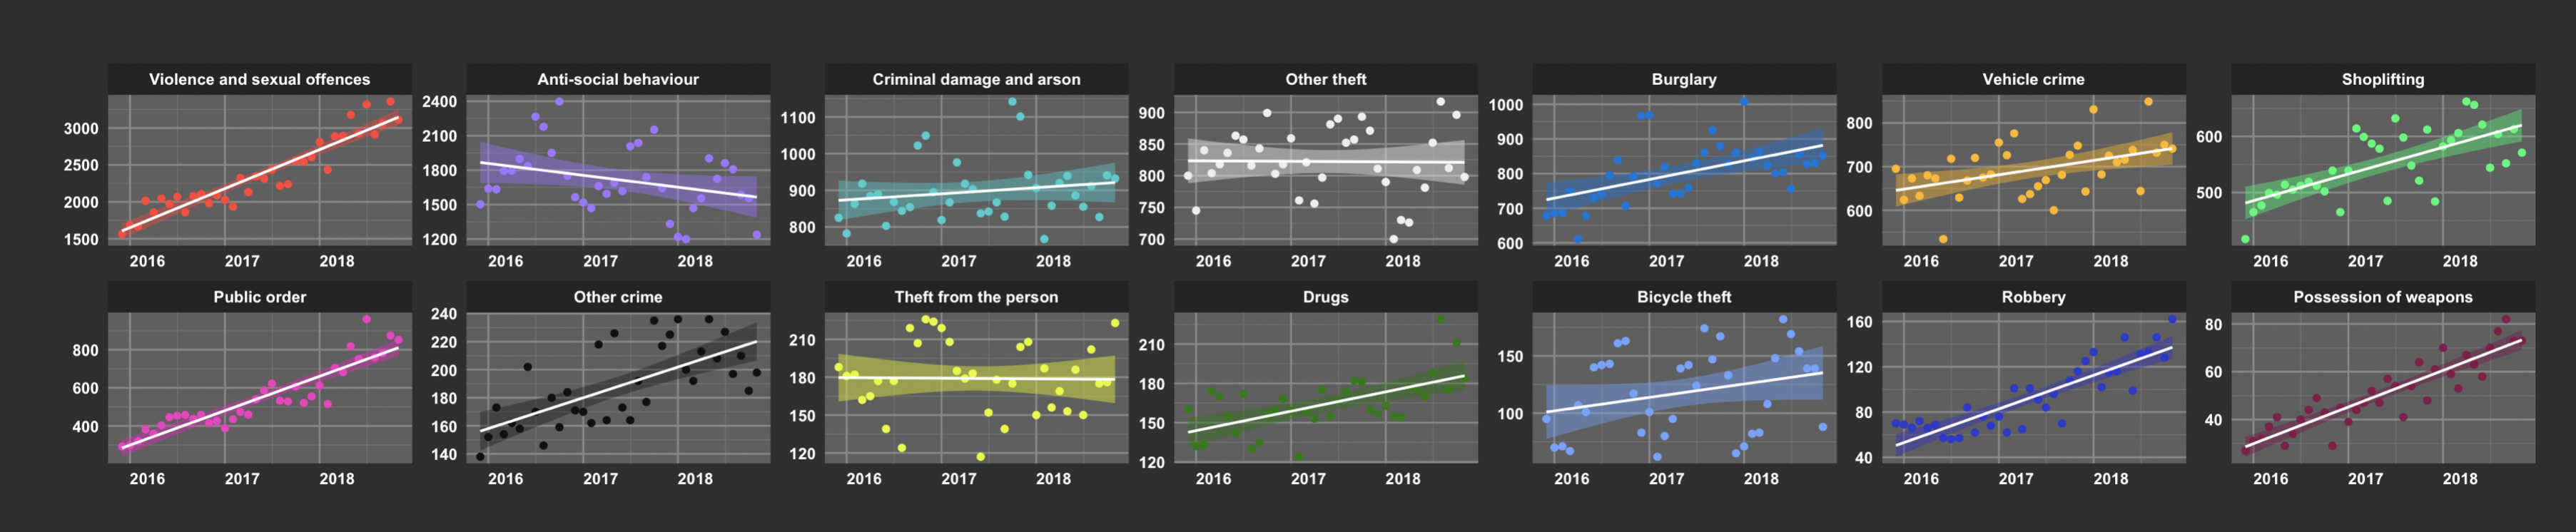 Violence and sexual offences
3000
2500
2000
1500
2016 2017 2018
Anti-social behaviour
2400
2100
1800
1500
1200
2016 2017 2018
Criminal damage and arson
1100
1000
900
800
2016 2017 2018
Other theft
900
850
800
750
700
2016 2017 2018
Burglary
1000
900
800
700
600
2016 2017 2018
Vehicle crime
800
700
600
2016 2017 2018
Shoplifting
600
500
2016 2017 2018
Public order
800
600
400
2016 2017 2018
Other crime
240
220
200
180
160
140
2016 2017 2018
Theft from the person
210
180
150
120
2016 2017 2018
Drugs
210
180
150
120
2016 2017 2018
Bicycle theft
150
100
2016 2017 2018
Robbery
160
120
80
40
2016 2017 2018
Possession of weapons
80
60
40
2016 2017 2018